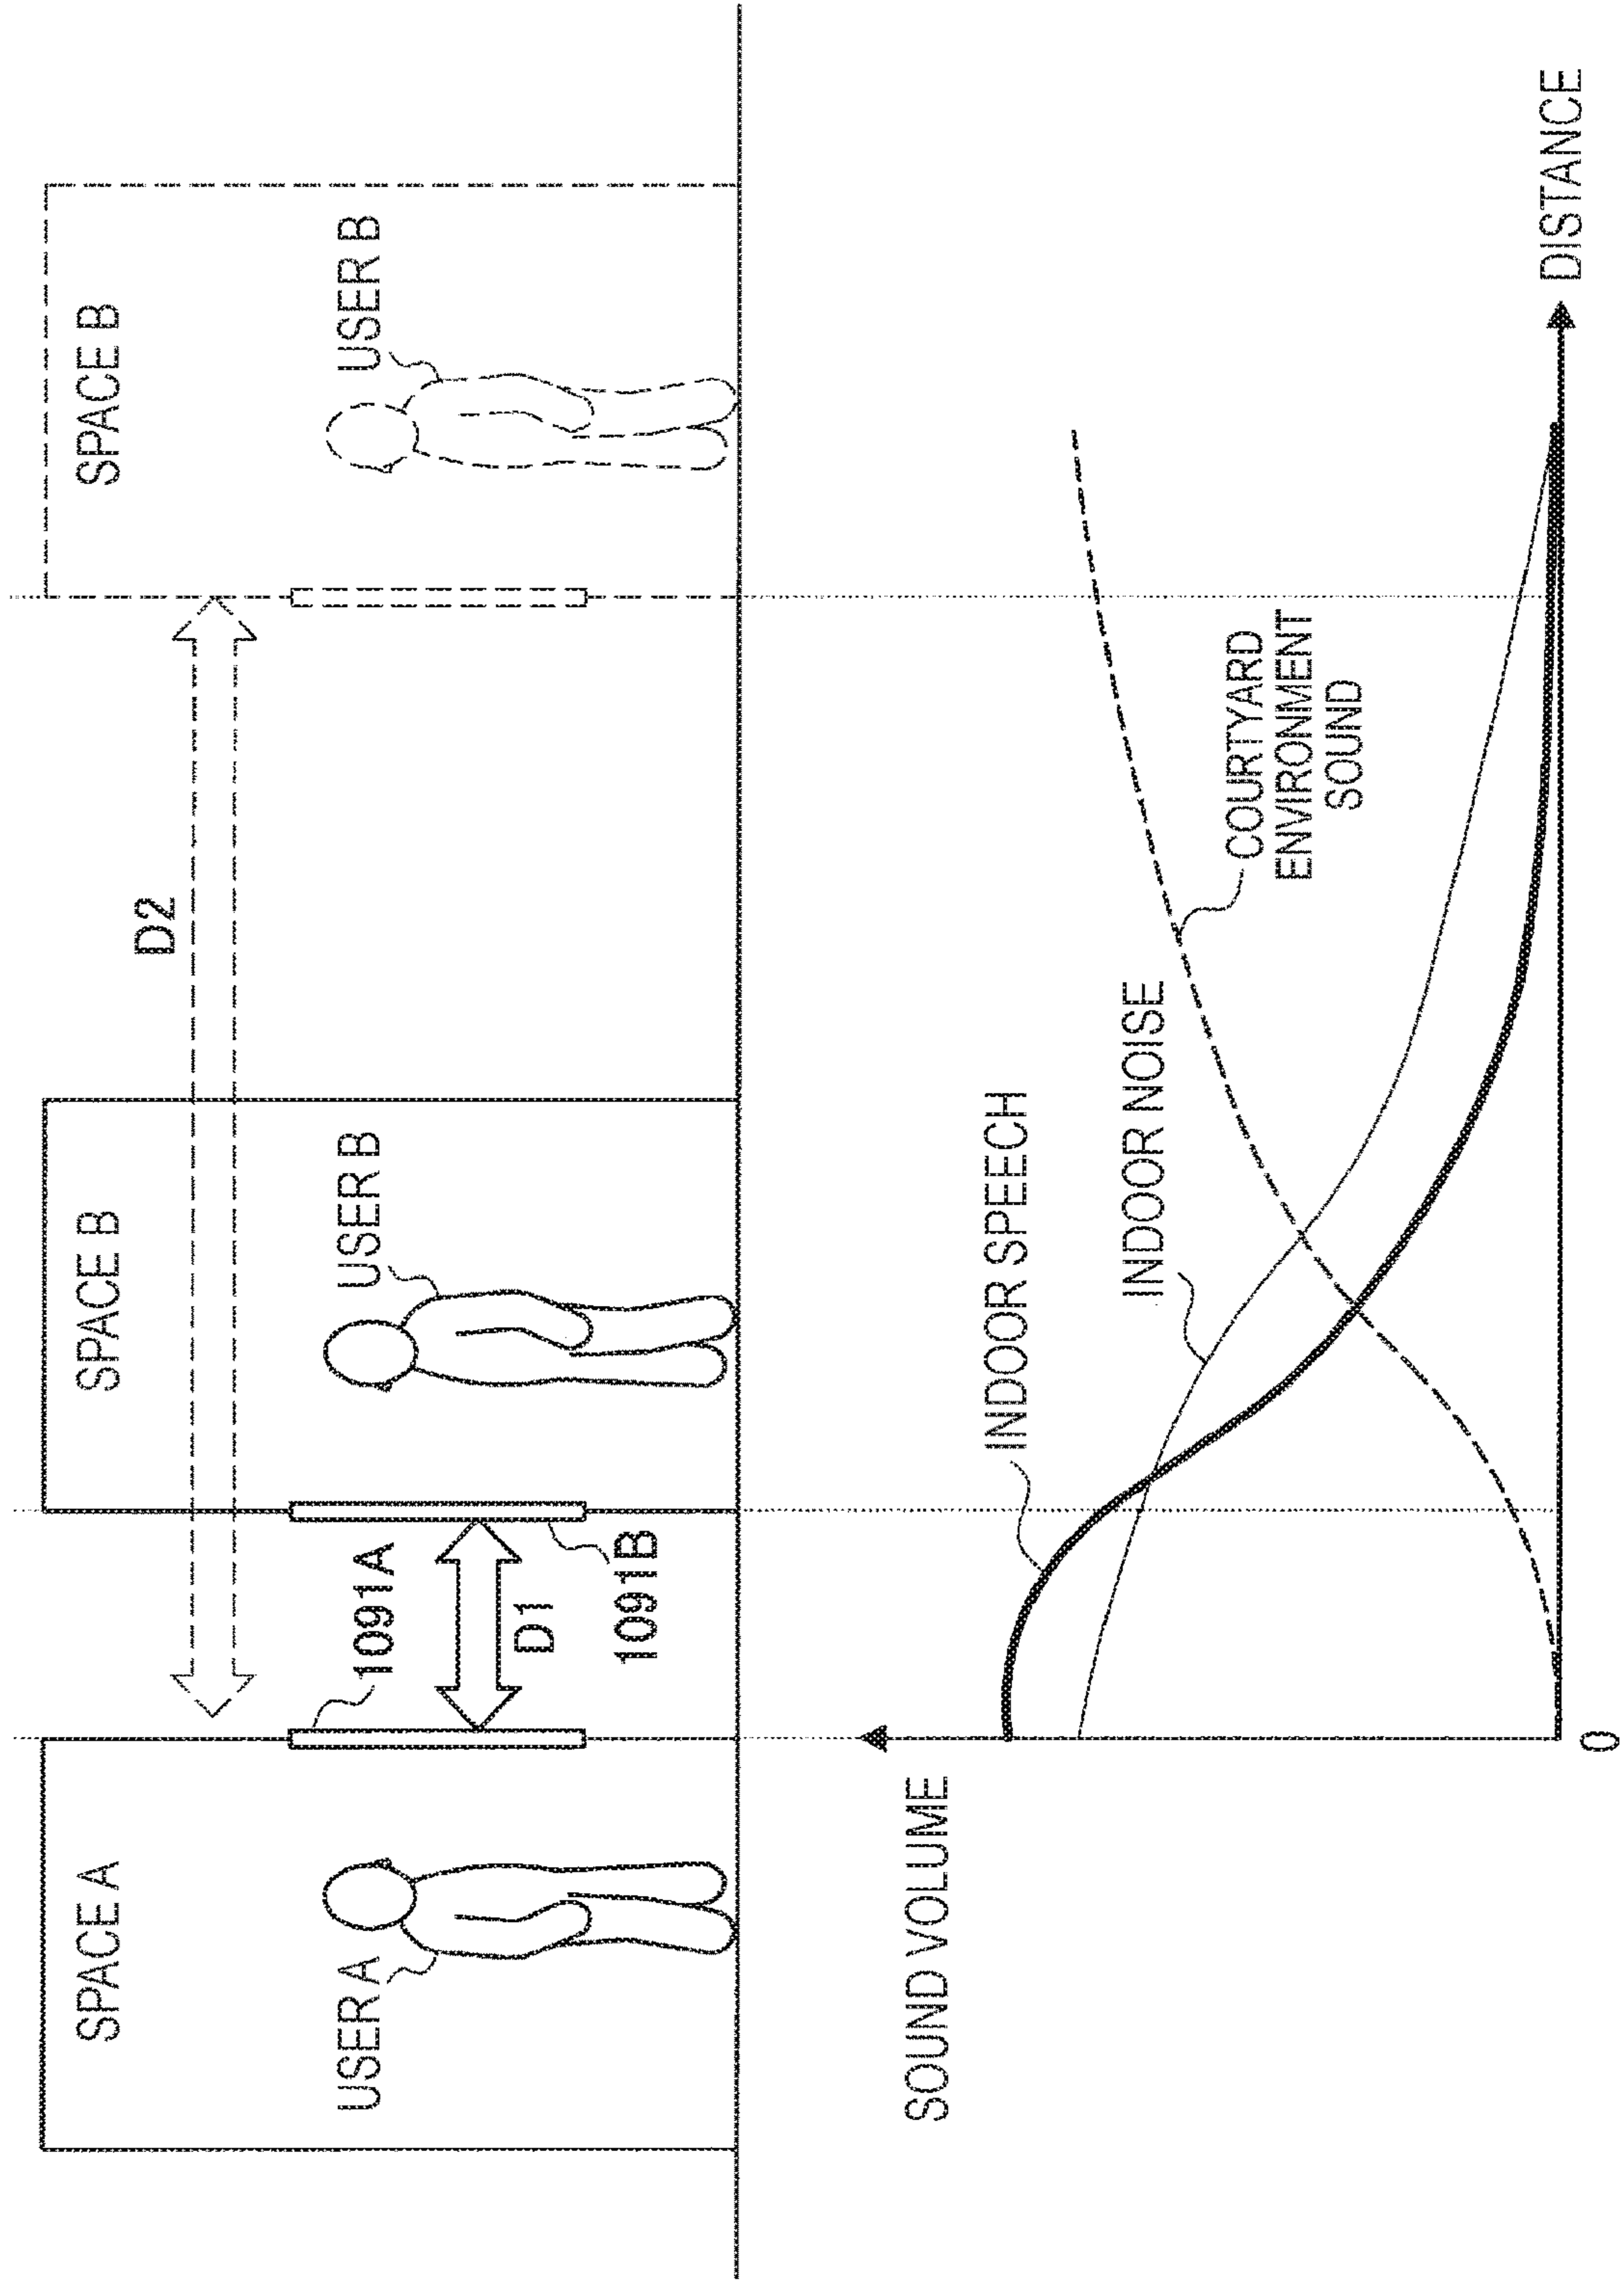 D2
SPACE A
SPACE B
SPACE B
USER A
1091A
USER B
USER B
D1
1091B
SOUND VOLUME
INDOOR SPEECH
INDOOR NOISE
COURTYARD
ENVIRONMENT
SOUND
0
DISTANCE